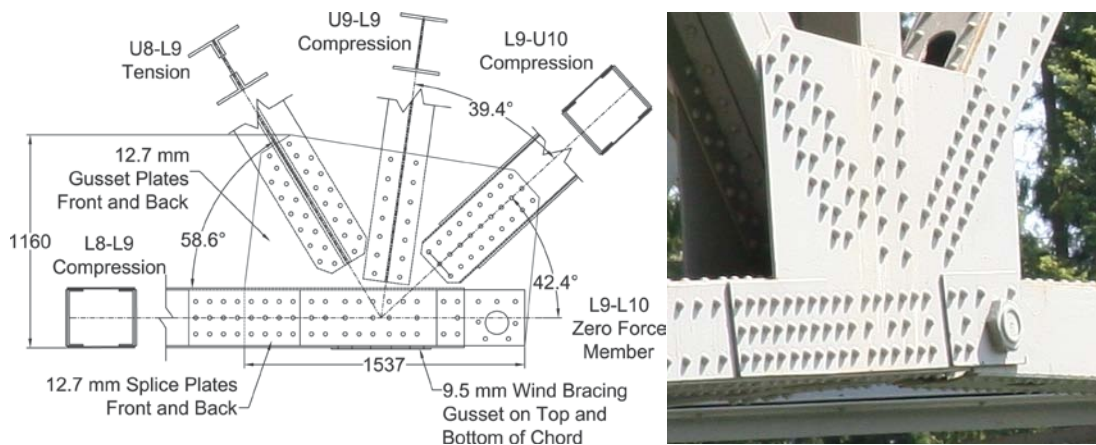 U8-L9
Tension
U9-L9
Compression
L9-U10
Compression
39.4°
12.7 mm
Gusset Plates
Front and Back
1160
58.6°
L8-L9
Compression
42.4°
L9-L10
Zero Force
Member
1537
12.7 mm Splice Plates
Front and Back
9.5 mm Wind Bracing
Gusset on Top and
Bottom of Chord